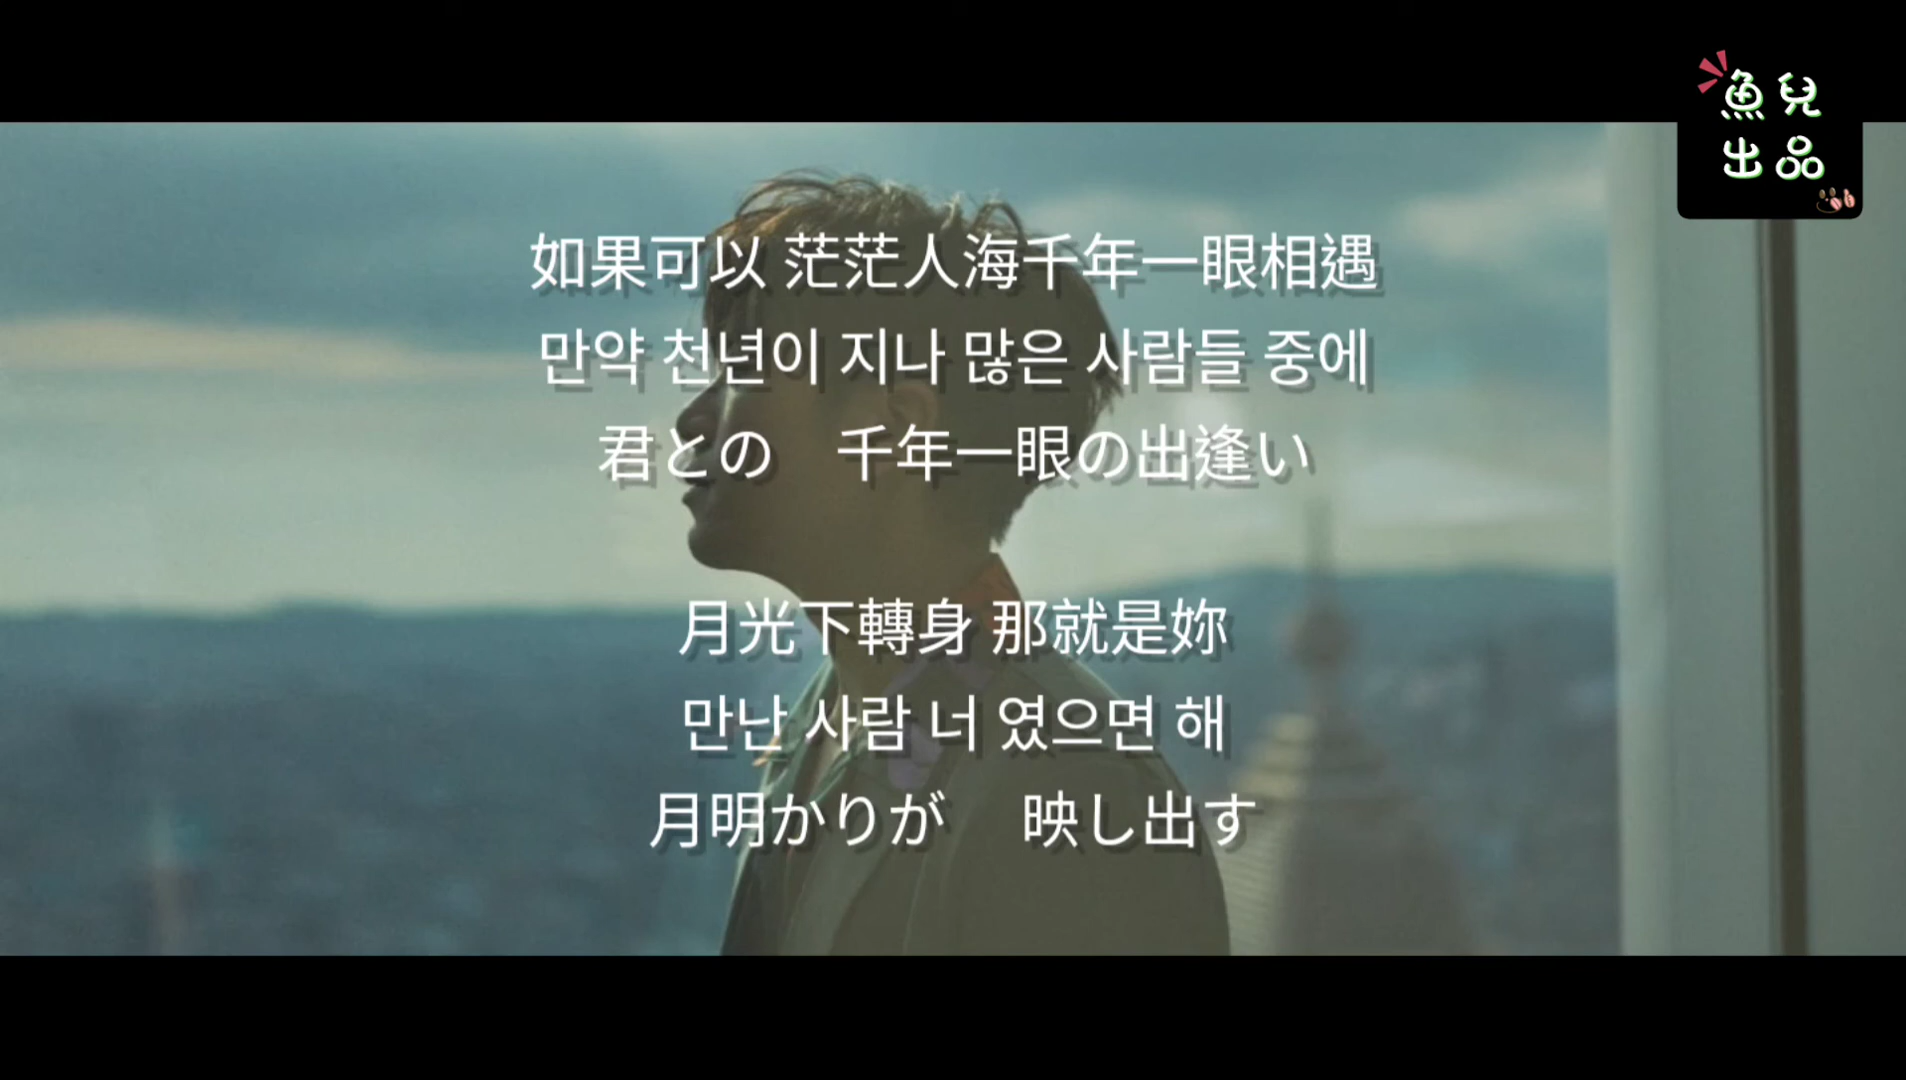 魚兒
出品
如果可以 茫茫人海千年一眼相遇
만약 천년이 지나 많은 사람들 중에
君との　千年一眼の出逢い
月光下轉身 那就是妳
만난 사람 너 였으면 해
月明かりが　映し出す